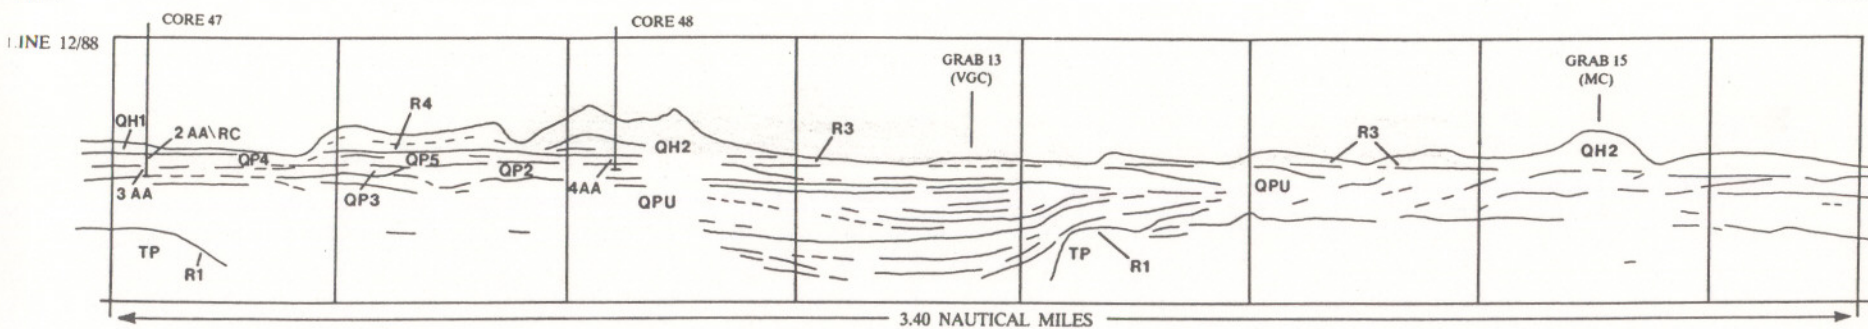 CORE 47
CORE 48
LINE 12/88
GRAB 13
(VGC)
GRAB 15
(MC)
QH1
2 AA\RC
R4
R3
R3
QH2
QH2
QP4
QP5
QP2
3 AA
QP3
4AA
QPU
QPU
TP
R1
TP
R1
3.40 NAUTICAL MILES